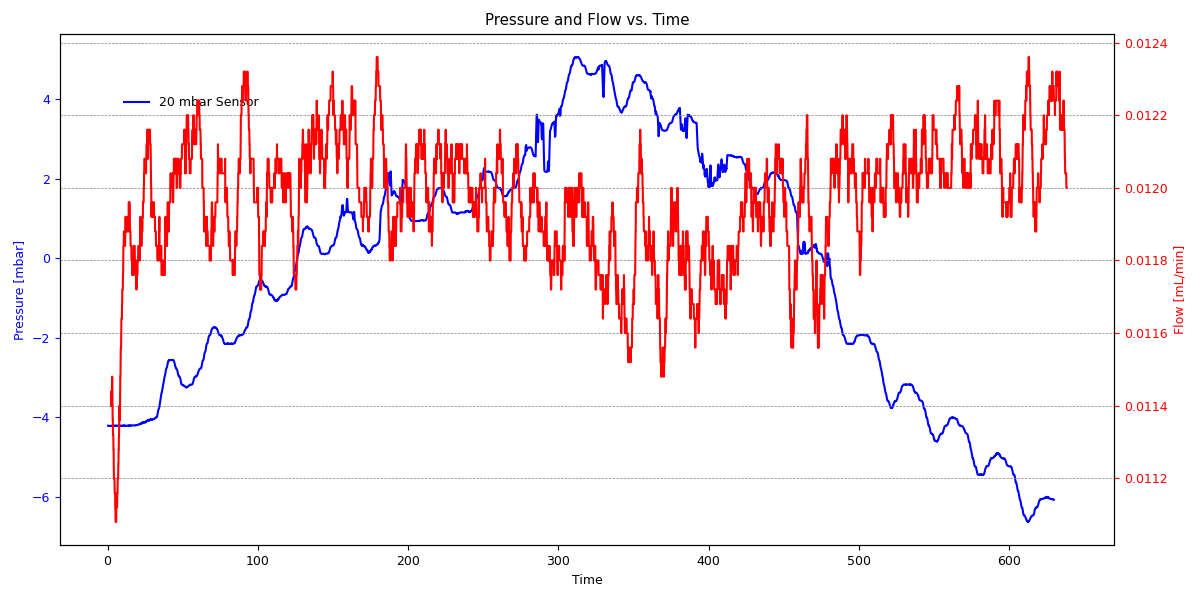 Pressure and Flow vs. Time
20 mbar Sensor
Pressure [mbar]
4
2
0
−2
−4
−6
0 100 200 300 400 500 600
Time
0.0124
0.0122
0.0120
0.0118
0.0116
0.0114
0.0112
Flow [mL/min]